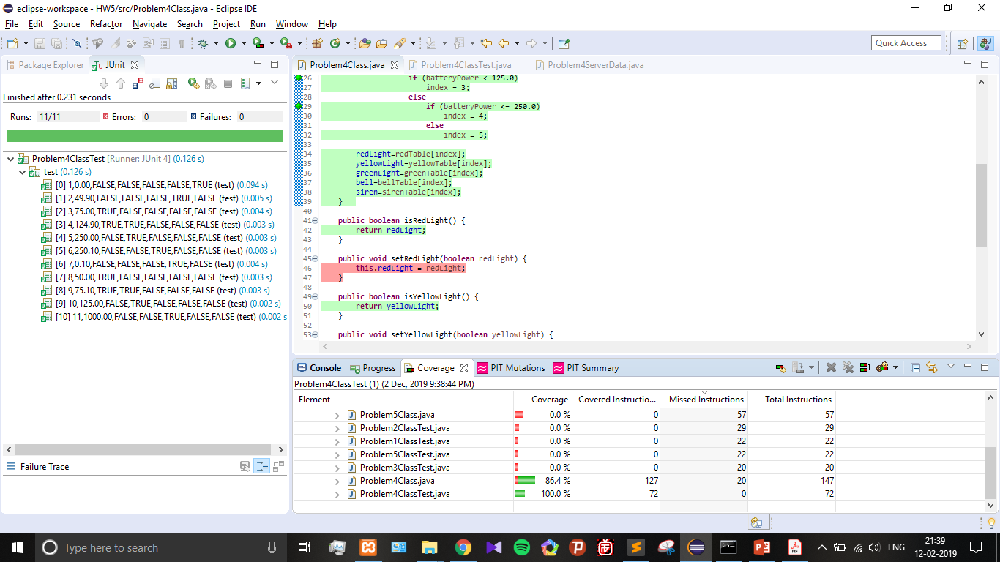 eclipse-workspace - HW5/src/Problem4Class.java - Eclipse IDE
File Edit Source Refactor Navigate Search Project Run Window Help
Quick Access
Package Explorer JUnit
Finished after 0.231 seconds
Runs: 11/11 Errors: 0 Failures: 0
Problem4ClassTest [Runner: JUnit 4] (0.126 s)
test (0.126 s)
[0] 1,0.00,FALSE,FALSE,FALSE,FALSE,TRUE (test) (0.094 s)
[1] 2,49.90,FALSE,FALSE,FALSE,TRUE,FALSE (test) (0.005 s)
[2] 3,75.00,TRUE,FALSE,FALSE,FALSE,FALSE (test) (0.004 s)
[3] 4,124.90,TRUE,TRUE,FALSE,FALSE,FALSE (test) (0.003 s)
[4] 5,250.00,FALSE,TRUE,FALSE,FALSE,FALSE (test) (0.003 s)
[5] 6,250.10,FALSE,FALSE,TRUE,FALSE,FALSE (test) (0.003 s)
[6] 7,0.10,FALSE,FALSE,FALSE,TRUE,FALSE (test) (0.004 s)
[7] 8,50.00,TRUE,FALSE,FALSE,FALSE,FALSE (test) (0.003 s)
[8] 9,75.10,TRUE,TRUE,FALSE,FALSE,FALSE (test) (0.003 s)
[9] 10,125.00,FALSE,TRUE,FALSE,FALSE,FALSE (test) (0.002 s)
[10] 11,1000.00,FALSE,FALSE,TRUE,FALSE,FALSE (test) (0.002 s
Failure Trace
Problem4Class.java Problem4ClassTest.java Problem4ServerData.java
26 if (batteryPower < 125.0)
27 index = 3;
28 else
29 if (batteryPower <= 250.0)
30 index = 4;
31 else
32 index = 5;
33
34 redLight=redTable[index];
35 yellowLight=yellowTable[index];
36 greenLight=greenTable[index];
37 bell=bellTable[index];
38 siren=sirenTable[index];
39 }
40
41 public boolean isRedLight() {
42 return redLight;
43 }
44
45 public void setRedLight(boolean redLight) {
46 this.redLight = redLight;
47 }
48
49 public boolean isYellowLight() {
50 return yellowLight;
51 }
52
53 public void setYellowLight(boolean yellowLight) {
Console Progress Coverage PIT Mutations PIT Summary
Problem4ClassTest (1) (2 Dec, 2019 9:38:44 PM)
Element Coverage Covered Instructio... Missed Instructions Total Instructions
Problem5Class.java 0.0 % 0 57 57
Problem2ClassTest.java 0.0 % 0 29 29
Problem1ClassTest.java 0.0 % 0 22 22
Problem5ClassTest.java 0.0 % 0 22 22
Problem3ClassTest.java 0.0 % 0 20 20
Problem4Class.java 86.4 % 127 20 147
Problem4ClassTest.java 100.0 % 72 0 72
Type here to search
ENG
21:39
12-02-2019